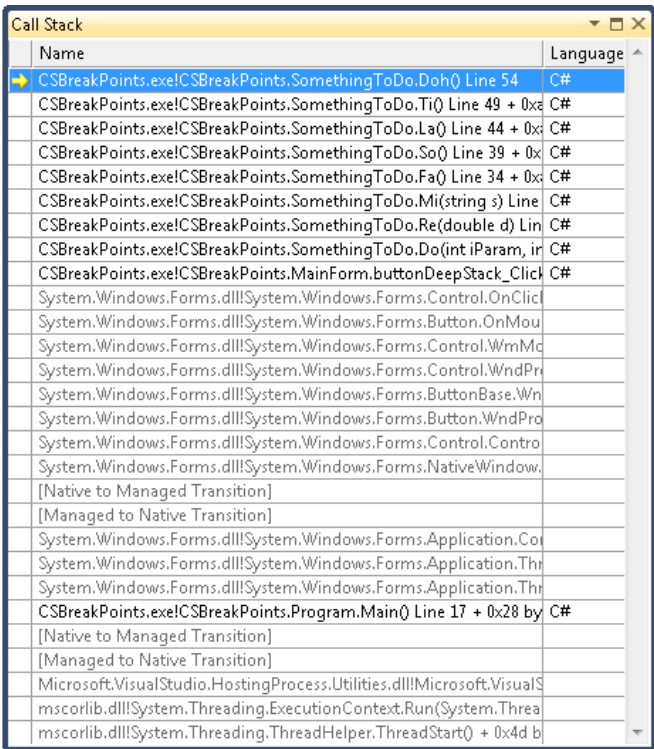 Call Stack
Name Language
CSBreakPoints.exe!CSBreakPoints.SomethingToDo.Doh() Line 54 C#
CSBreakPoints.exe!CSBreakPoints.SomethingToDo.Ti() Line 49 + 0xa C#
CSBreakPoints.exe!CSBreakPoints.SomethingToDo.La() Line 44 + 0x C#
CSBreakPoints.exe!CSBreakPoints.SomethingToDo.So() Line 39 + 0x C#
CSBreakPoints.exe!CSBreakPoints.SomethingToDo.Fa() Line 34 + 0x C#
CSBreakPoints.exe!CSBreakPoints.SomethingToDo.Mi(string s) Line C#
CSBreakPoints.exe!CSBreakPoints.SomethingToDo.Re(double d) Lin C#
CSBreakPoints.exe!CSBreakPoints.SomethingToDo.Do(int iParam, in C#
CSBreakPoints.exe!CSBreakPoints.MainForm.buttonDeepStack_Click C#
System.Windows.Forms.dll!System.Windows.Forms.Control.OnClicl
System.Windows.Forms.dll!System.Windows.Forms.Button.OnMou
System.Windows.Forms.dll!System.Windows.Forms.Control.WmMo
System.Windows.Forms.dll!System.Windows.Forms.Control.WndPr
System.Windows.Forms.dll!System.Windows.Forms.ButtonBase.Wn
System.Windows.Forms.dll!System.Windows.Forms.Button.WndPro
System.Windows.Forms.dll!System.Windows.Forms.Control.Contro
System.Windows.Forms.dll!System.Windows.Forms.NativeWindow.
[Native to Managed Transition]
[Managed to Native Transition]
System.Windows.Forms.dll!System.Windows.Forms.Application.Co
System.Windows.Forms.dll!System.Windows.Forms.Application.Thr
System.Windows.Forms.dll!System.Windows.Forms.Application.Thr
CSBreakPoints.exe!CSBreakPoints.Program.Main() Line 17 + 0x28 by C#
[Native to Managed Transition]
[Managed to Native Transition]
Microsoft.VisualStudio.HostingProcess.Utilities.dll!Microsoft.VisualS
mscorlib.dll!System.Threading.ExecutionContext.Run(System.Threa
mscorlib.dll!System.Threading.ThreadHelper.ThreadStart() + 0x4d b